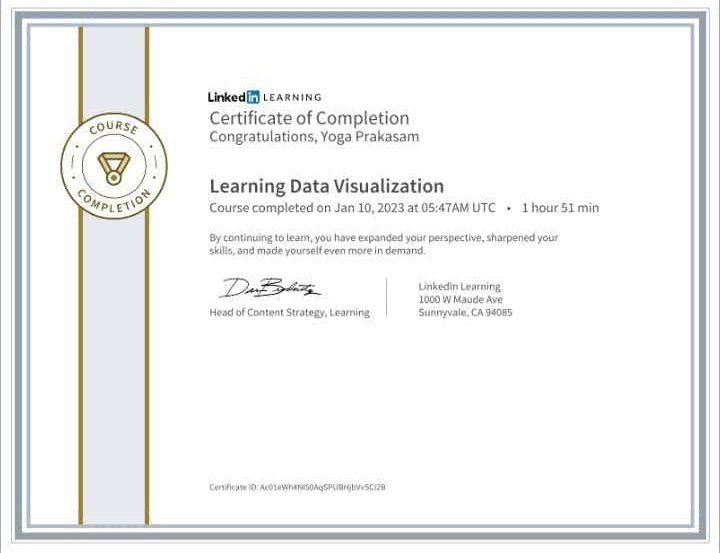 LinkedIn LEARNING
Certificate of Completion
Congratulations, Yoga Prakasam
COURSE
COMPLETION
Learning Data Visualization
Course completed on Jan 10, 2023 at 05:47AM UTC • 1 hour 51 min
By continuing to learn, you have expanded your perspective, sharpened your
skills, and made yourself even more in demand.
Head of Content Strategy, Learning
LinkedIn Learning
1000 W Maude Ave
Sunnyvale, CA 94085
Certificate ID: